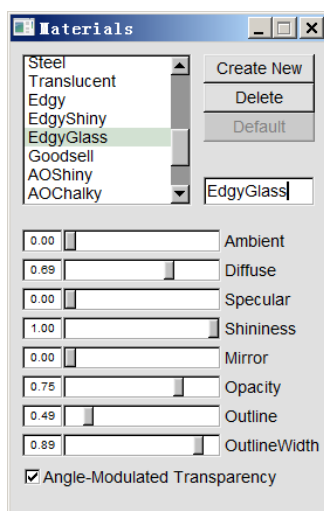 Materials
Steel
Translucent
Edgy
EdgyShiny
EdgyGlass
Goodsell
AOShiny
AOChalky
Create New
Delete
Default
EdgyGlass
0.00 Ambient
0.69 Diffuse
0.00 Specular
1.00 Shininess
0.00 Mirror
0.75 Opacity
0.49 Outline
0.89 OutlineWidth
Angle-Modulated Transparency